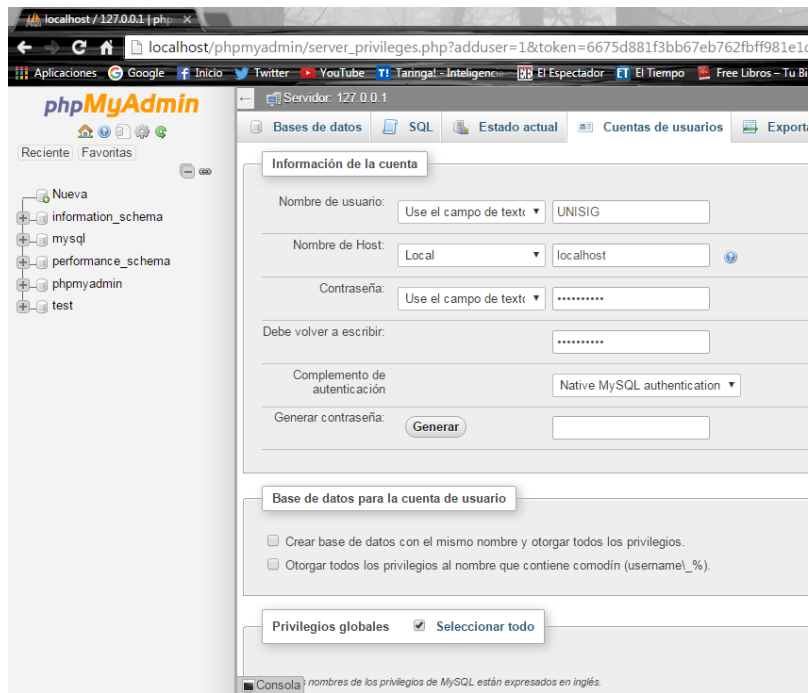 localhost / 127.0.0.1 | php
localhost/phpmyadmin/server_privileges.php?adduser=1&token=6675d881f3bb67eb762fbff981e1c
Aplicaciones Google Inicio Twitter YouTube Taringa! - Inteligencia El Espectador El Tiempo Free Libros – Tu Bi
phpMyAdmin
Reciente Favoritas
Nueva
information_schema
mysql
performance_schema
phpmyadmin
test
Servidor: 127.0.0.1
Bases de datos SQL Estado actual Cuentas de usuarios Exporta
Información de la cuenta
Nombre de usuario: Use el campo de texto UNISIG
Nombre de Host: Local localhost
Contraseña: Use el campo de texto ••••••••••
Debe volver a escribir: ••••••••••
Complemento de
autenticación
Native MySQL authentication
Generar contraseña: Generar
Base de datos para la cuenta de usuario
Crear base de datos con el mismo nombre y otorgar todos los privilegios.
Otorgar todos los privilegios al nombre que contiene comodín (username\_%).
Privilegios globales Seleccionar todo
nombres de los privilegios de MySQL están expresados en inglés.
Consola